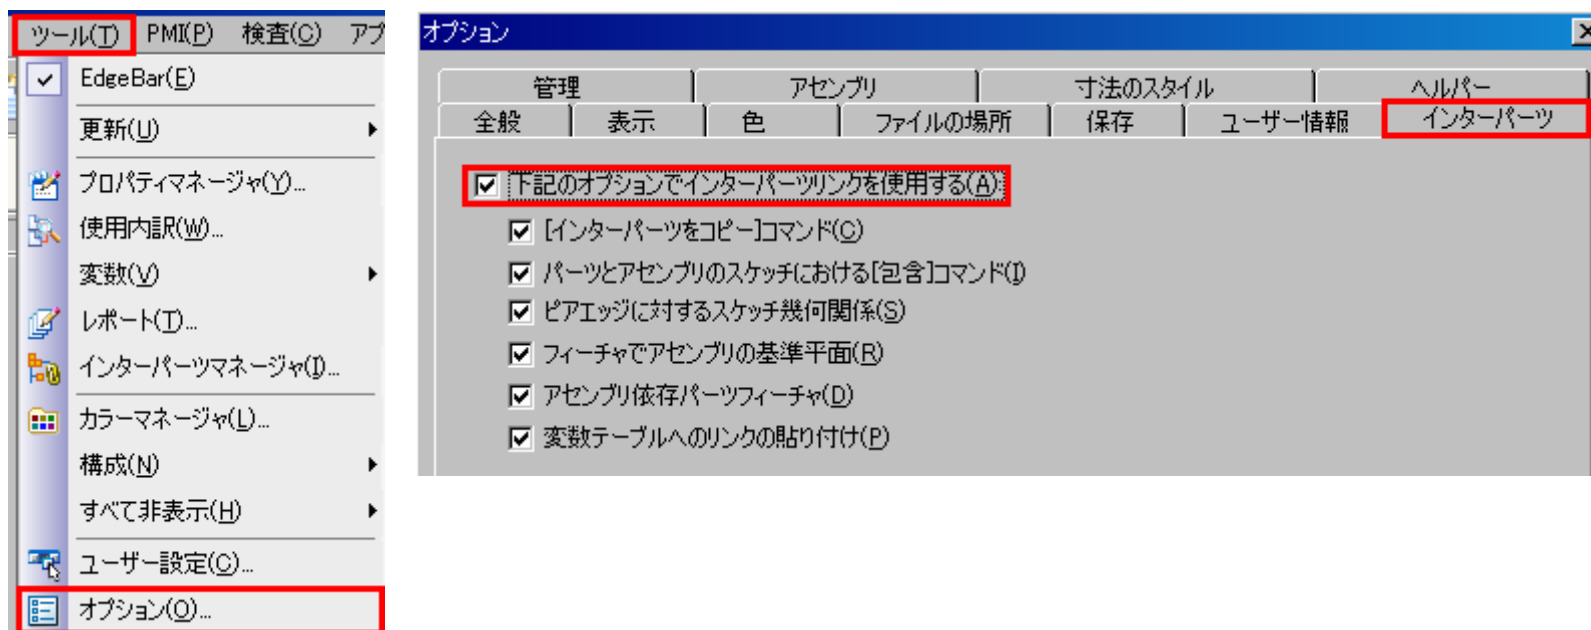 ツール(T) PMI(P) 検査(C) アプ
EdgeBar(E)
更新(U)
プロパティマネージャ(Y)...
使用内訳(W)...
変数(V)
レポート(T)...
インターパーツマネージャ(I)...
カラーマネージャ(L)...
構成(N)
すべて非表示(H)
ユーザー設定(C)...
オプション(O)...
オプション
管理 アセンブリ 寸法のスタイル ヘルパー
全般 表示 色 ファイルの場所 保存 ユーザー情報 インターパーツ
下記のオプションでインターパーツリンクを使用する(A):
[インターパーツをコピー]コマンド(C)
パーツとアセンブリのスケッチにおける[包含]コマンド(I)
ピアエッジに対するスケッチ幾何関係(S)
フィーチャでアセンブリの基準平面(R)
アセンブリ依存パーツフィーチャ(D)
変数テーブルへのリンクの貼り付け(P)